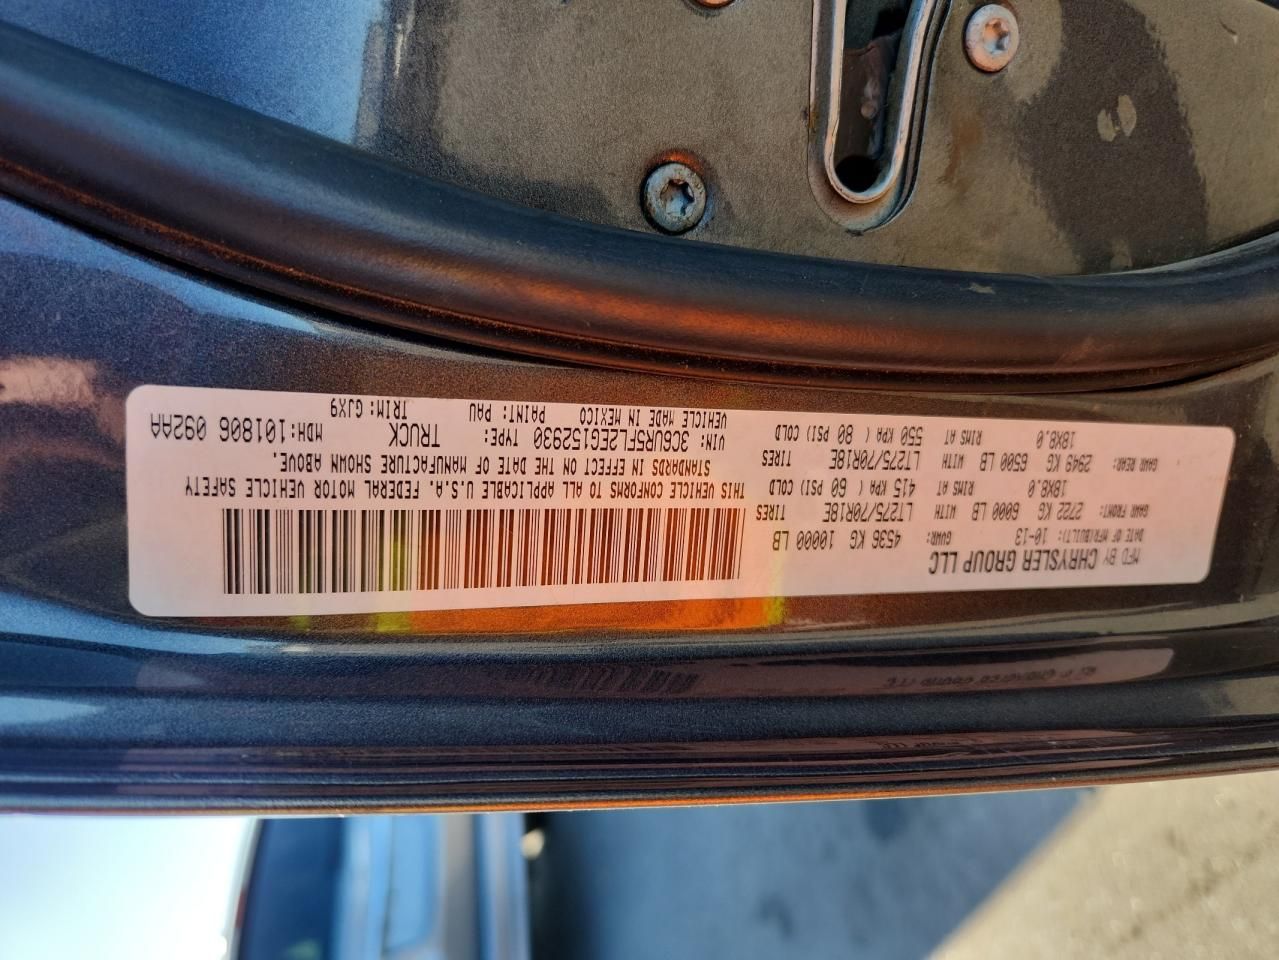 MFD BY CHRYSLER GROUP LLC
DATE OF MFR(BUILT): 10-13 GVWR: 4536 KG 10000 LB
GAWR FRONT: WITH TIRES RIMS AT
2722 KG 6000 LB LT275/70R18E 18X8.0 415 KPA ( 60 PSI) COLD
GAWR REAR: WITH TIRES RIMS AT
2949 KG 6500 LB LT275/70R18E 18X8.0 550 KPA ( 80 PSI) COLD
THIS VEHICLE CONFORMS TO ALL APPLICABLE U.S.A. FEDERAL MOTOR VEHICLE SAFETY
STANDARDS IN EFFECT ON THE DATE OF MANUFACTURE SHOWN ABOVE.
VIN: 3C6UR5FL2EG152930 TYPE: TRUCK MDH: 101806 092AA
VEHICLE MADE IN MEXICO PAINT: PAU TRIM: GJX9